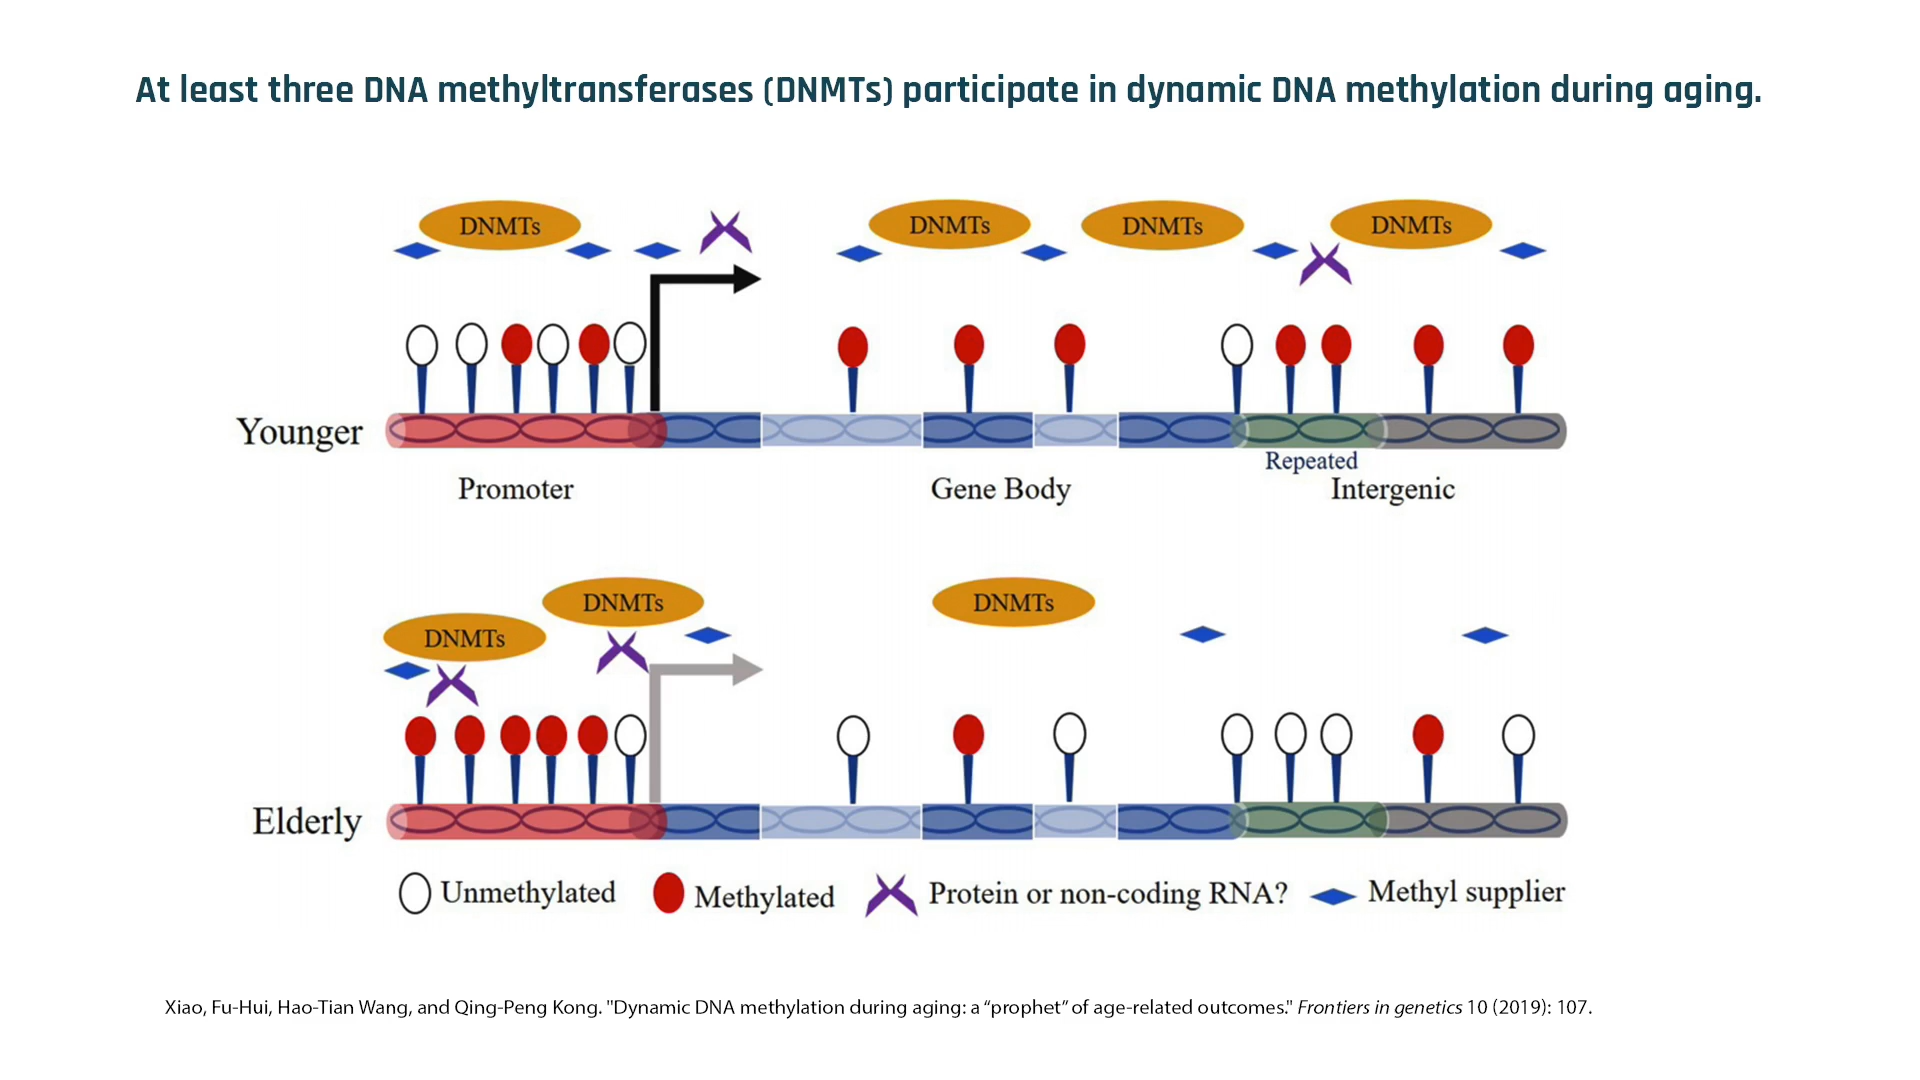 At least three DNA methyltransferases (DNMTs) participate in dynamic DNA methylation during aging.
DNMTs DNMTs DNMTs DNMTs
Younger
Repeated
Promoter Gene Body Intergenic
DNMTs DNMTs
DNMTs
Elderly
Unmethylated Methylated Protein or non-coding RNA? Methyl supplier
Xiao, Fu-Hui, Hao-Tian Wang, and Qing-Peng Kong. "Dynamic DNA methylation during aging: a “prophet” of age-related outcomes." Frontiers in genetics 10 (2019): 107.